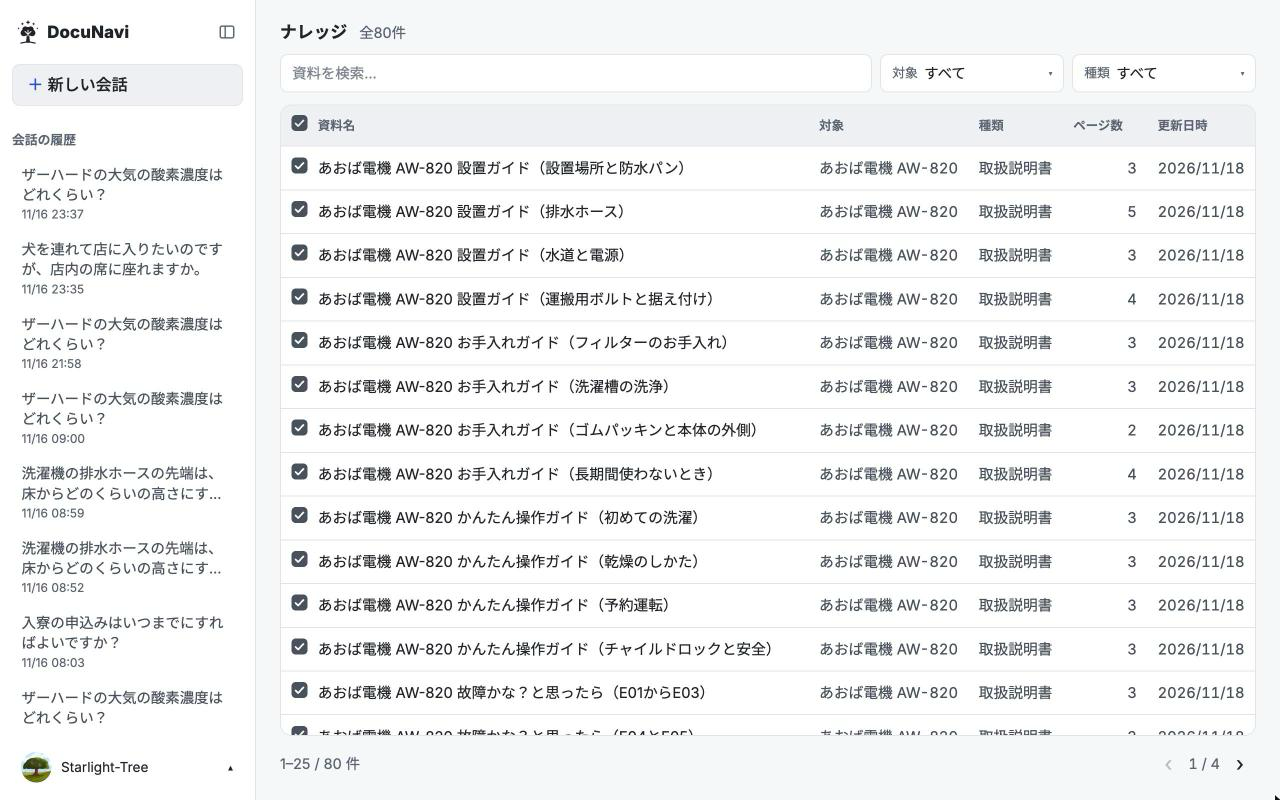 DocuNavi
+ 新しい会話
会話の履歴
ザーハードの大気の酸素濃度は
どれくらい？
11/16 23:37
犬を連れて店に入りたいのです
が、店内の席に座れますか。
11/16 23:35
ザーハードの大気の酸素濃度は
どれくらい？
11/16 21:58
ザーハードの大気の酸素濃度は
どれくらい？
11/16 09:00
洗濯機の排水ホースの先端は、
床からどのくらいの高さにす...
11/16 08:59
洗濯機の排水ホースの先端は、
床からどのくらいの高さにす...
11/16 08:52
入寮の申込みはいつまでにすれ
ばよいですか？
11/16 08:03
ザーハードの大気の酸素濃度は
どれくらい？
Starlight-Tree
ナレッジ 全80件
資料を検索... 対象 すべて 種類 すべて
資料名 対象 種類 ページ数 更新日時
あおば電機 AW-820 設置ガイド（設置場所と防水パン） あおば電機 AW-820 取扱説明書 3 2026/11/18
あおば電機 AW-820 設置ガイド（排水ホース） あおば電機 AW-820 取扱説明書 5 2026/11/18
あおば電機 AW-820 設置ガイド（水道と電源） あおば電機 AW-820 取扱説明書 3 2026/11/18
あおば電機 AW-820 設置ガイド（運搬用ボルトと据え付け） あおば電機 AW-820 取扱説明書 4 2026/11/18
あおば電機 AW-820 お手入れガイド（フィルターのお手入れ） あおば電機 AW-820 取扱説明書 3 2026/11/18
あおば電機 AW-820 お手入れガイド（洗濯槽の洗浄） あおば電機 AW-820 取扱説明書 3 2026/11/18
あおば電機 AW-820 お手入れガイド（ゴムパッキンと本体の外側） あおば電機 AW-820 取扱説明書 2 2026/11/18
あおば電機 AW-820 お手入れガイド（長期間使わないとき） あおば電機 AW-820 取扱説明書 4 2026/11/18
あおば電機 AW-820 かんたん操作ガイド（初めての洗濯） あおば電機 AW-820 取扱説明書 3 2026/11/18
あおば電機 AW-820 かんたん操作ガイド（乾燥のしかた） あおば電機 AW-820 取扱説明書 3 2026/11/18
あおば電機 AW-820 かんたん操作ガイド（予約運転） あおば電機 AW-820 取扱説明書 3 2026/11/18
あおば電機 AW-820 かんたん操作ガイド（チャイルドロックと安全） あおば電機 AW-820 取扱説明書 3 2026/11/18
あおば電機 AW-820 故障かな？と思ったら（E01からE03） あおば電機 AW-820 取扱説明書 3 2026/11/18
1–25 / 80 件 ‹ 1 / 4 ›